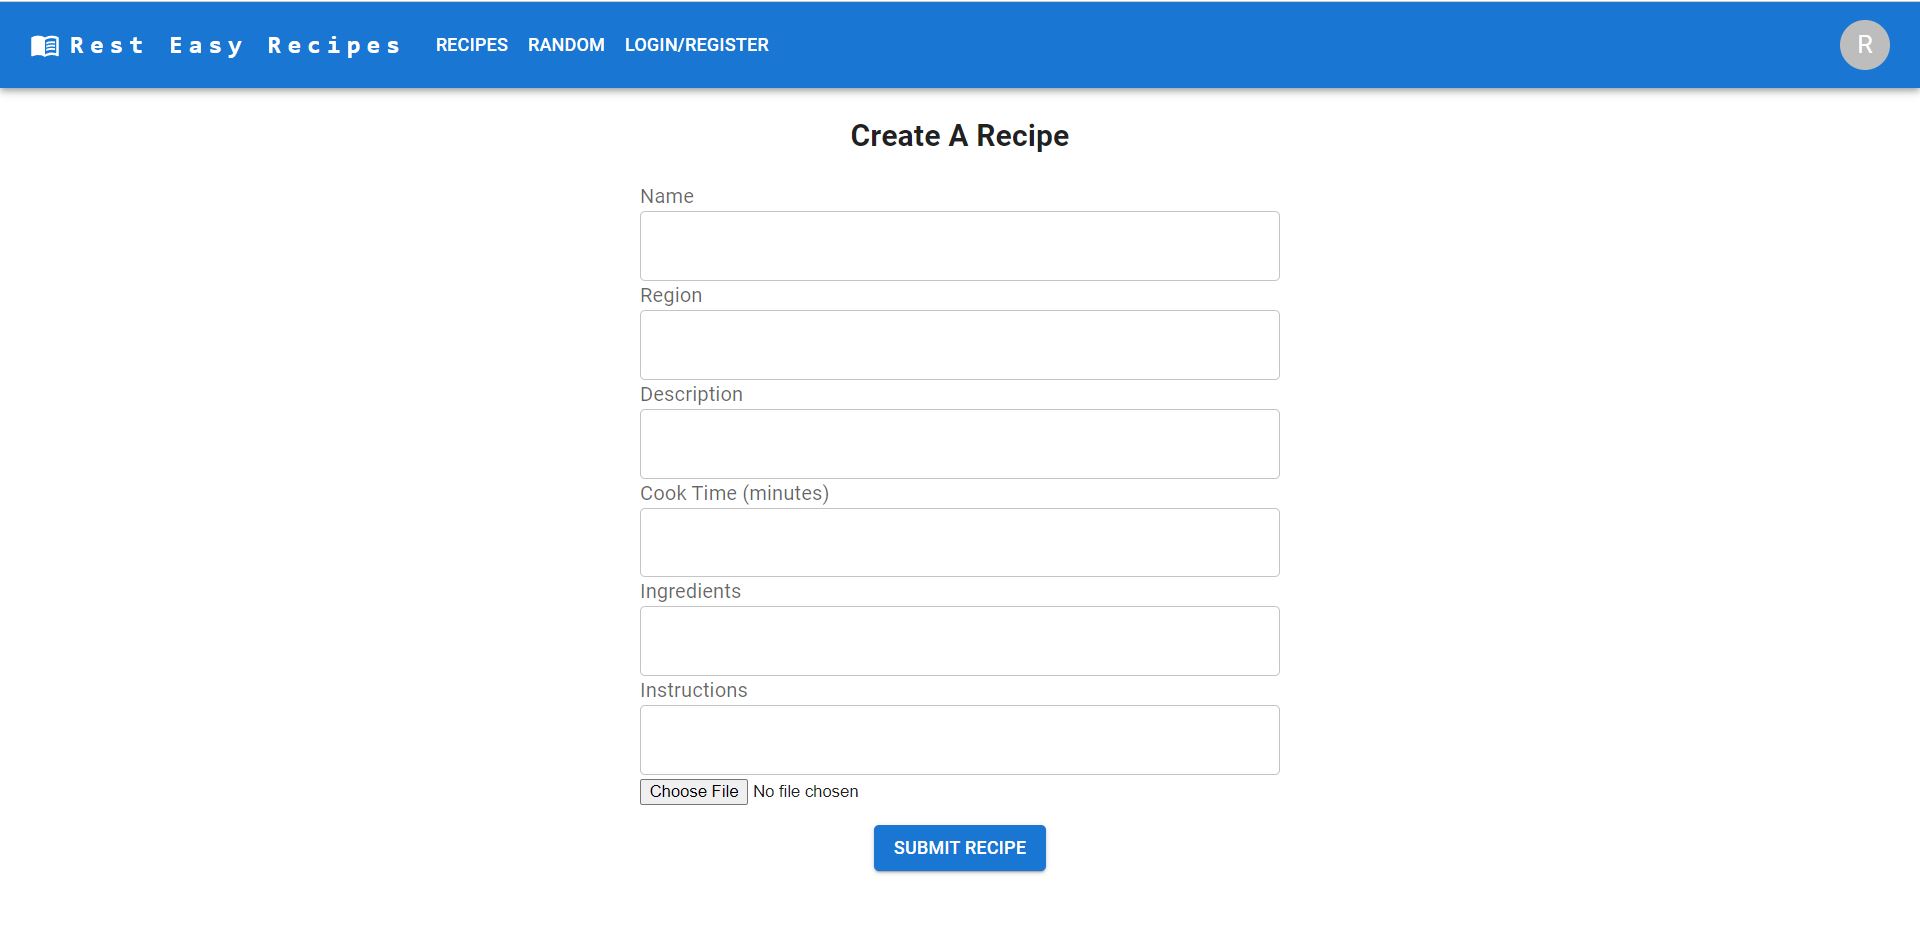 Rest Easy Recipes RECIPES RANDOM LOGIN/REGISTER R
Create A Recipe
Name
Region
Description
Cook Time (minutes)
Ingredients
Instructions
Choose File No file chosen
SUBMIT RECIPE